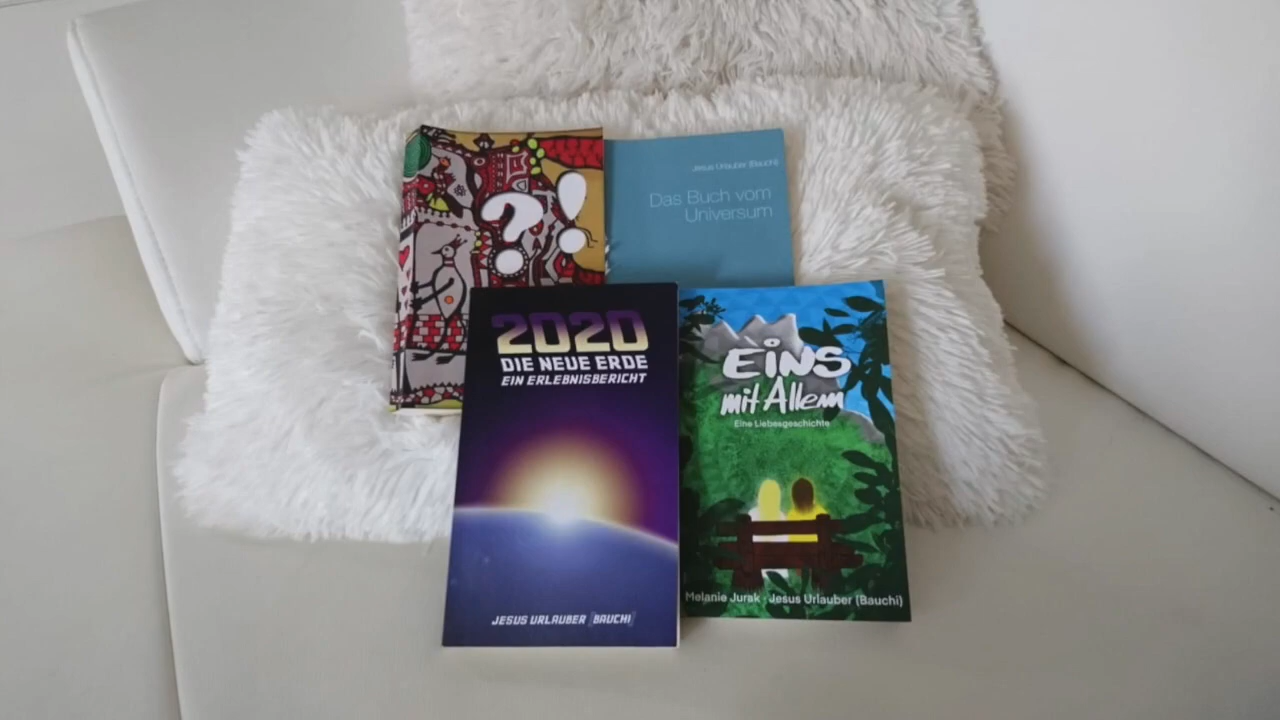 ?!
Jesus Urlauber (Bauchi)
Das Buch vom
Universum
2020
DIE NEUE ERDE
EIN ERLEBNISBERICHT
JESUS URLAUBER (BAUCHI)
EiNS
mit Allem
Eine Liebesgeschichte
Melanie Jurak · Jesus Urlauber (Bauchi)